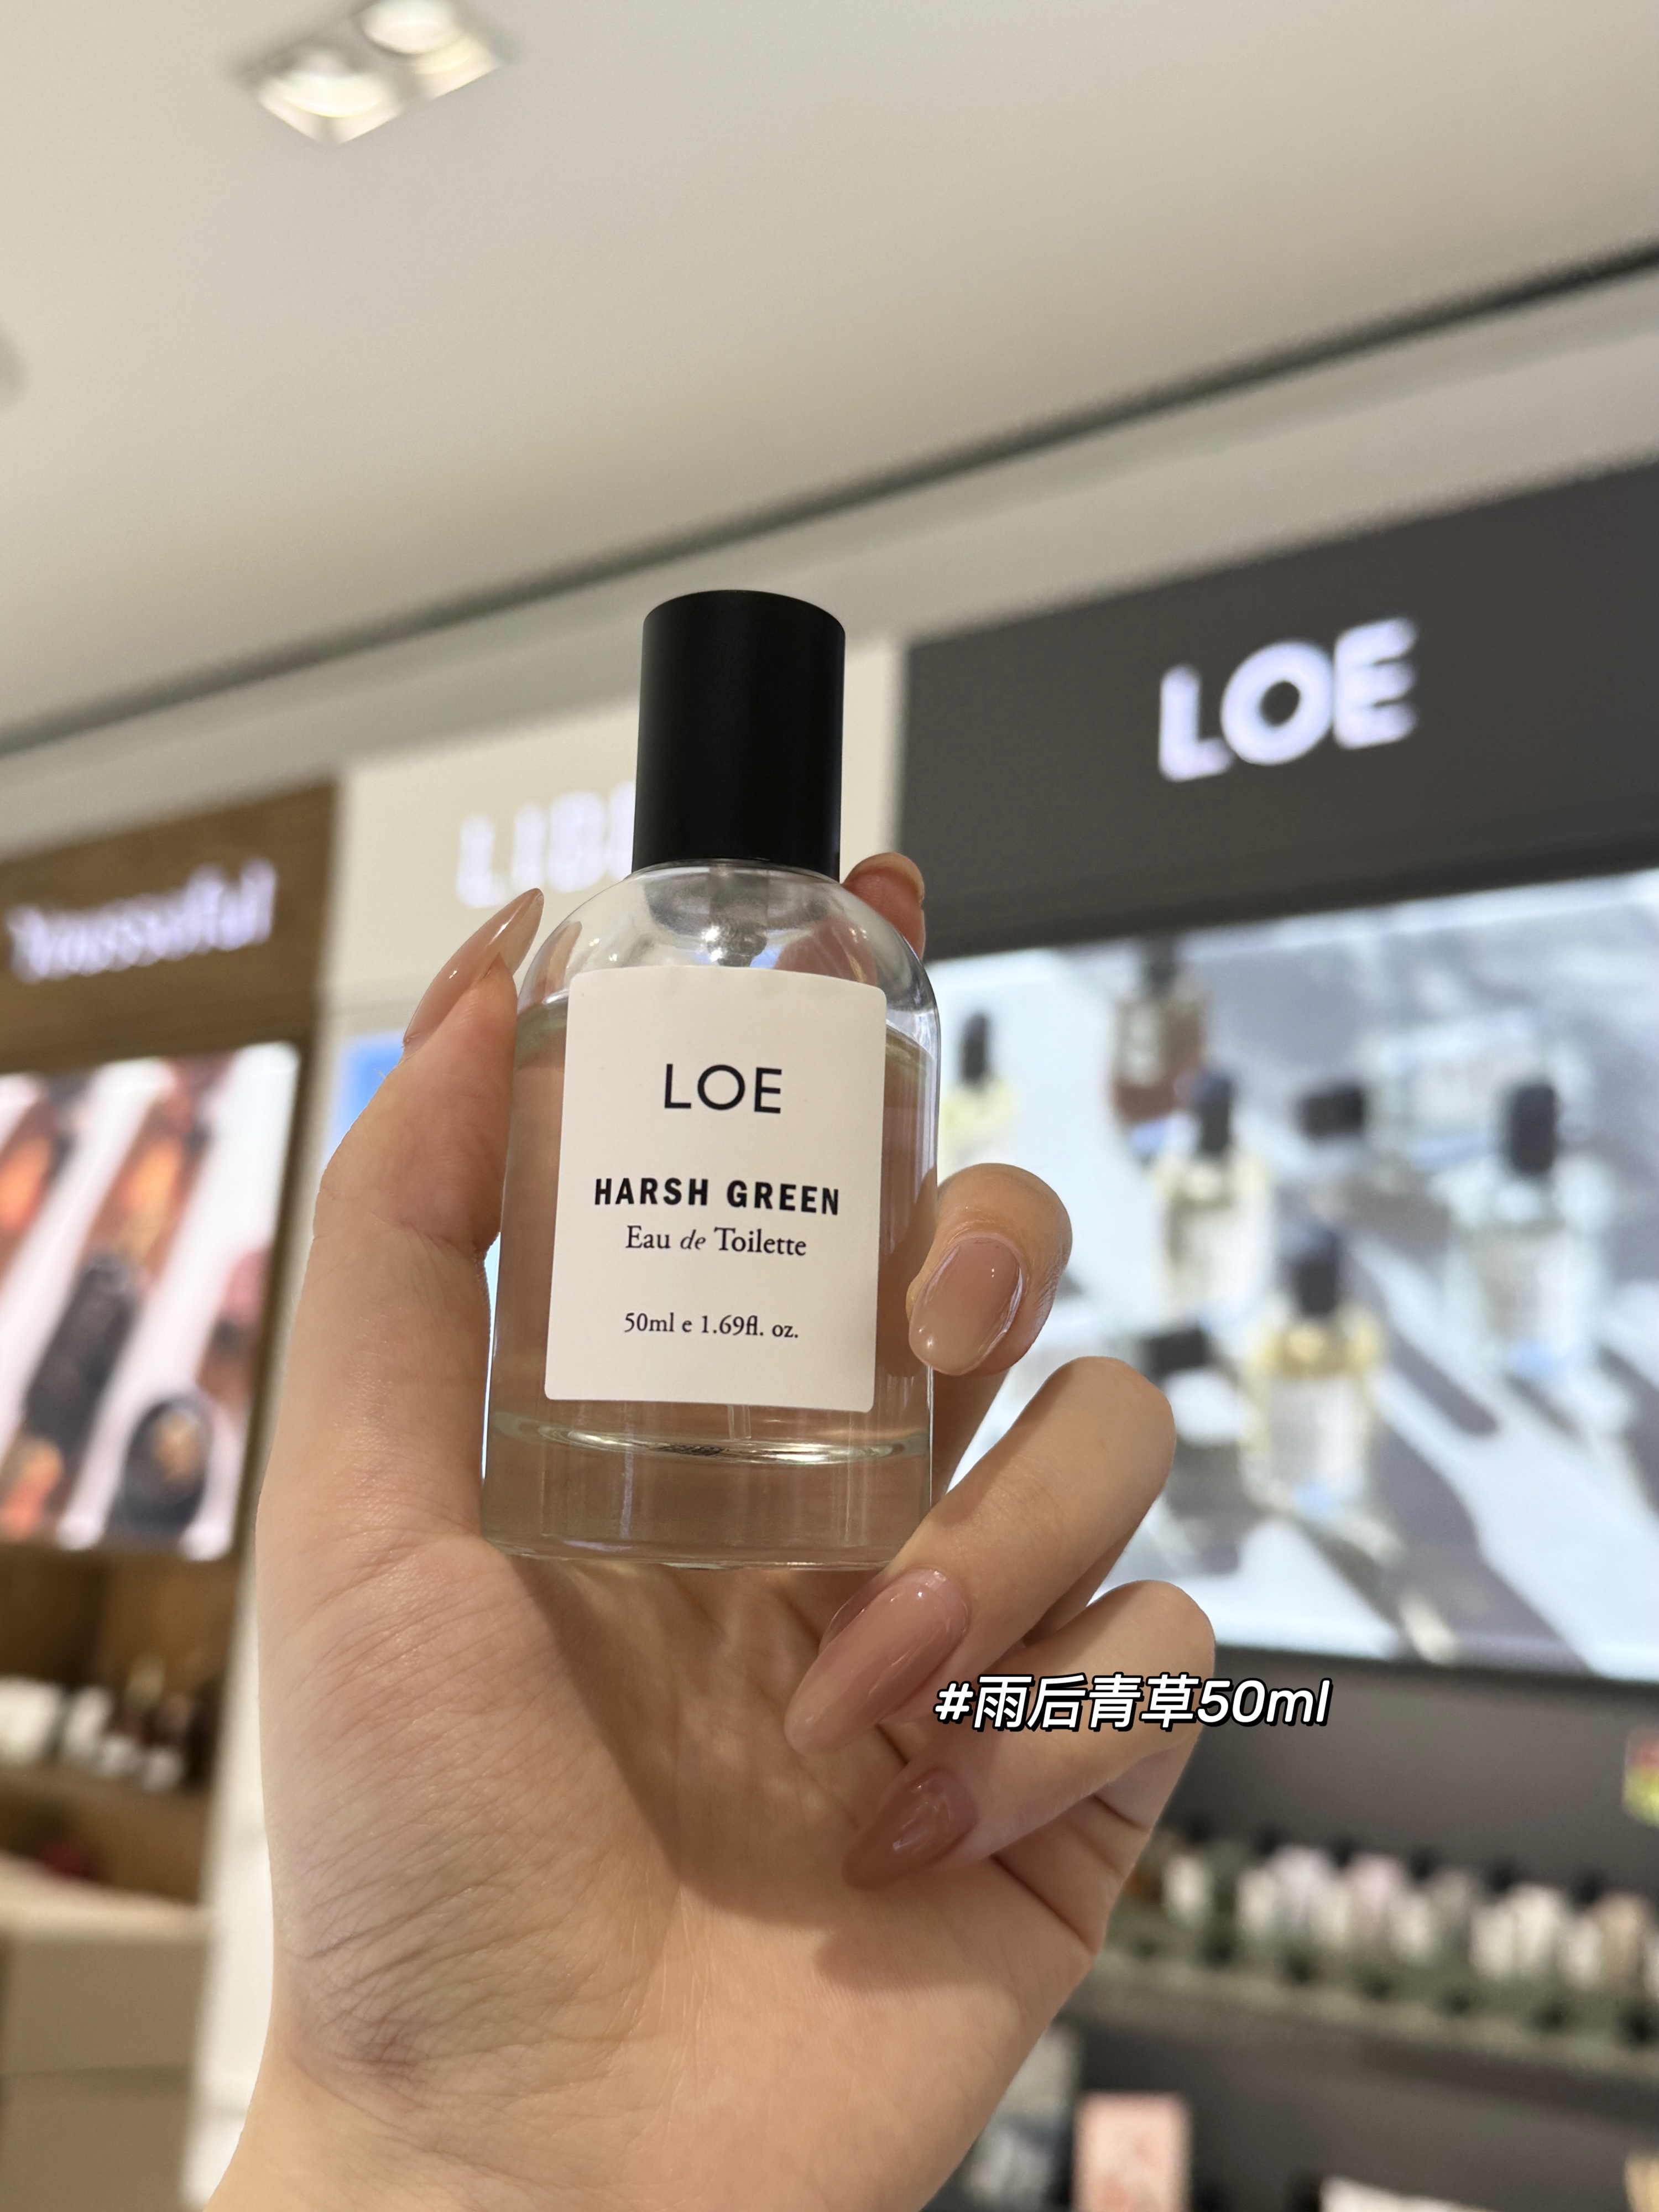 LOE
LOE
HARSH GREEN
Eau de Toilette
50ml e 1.69fl. oz.
#雨后青草50ml